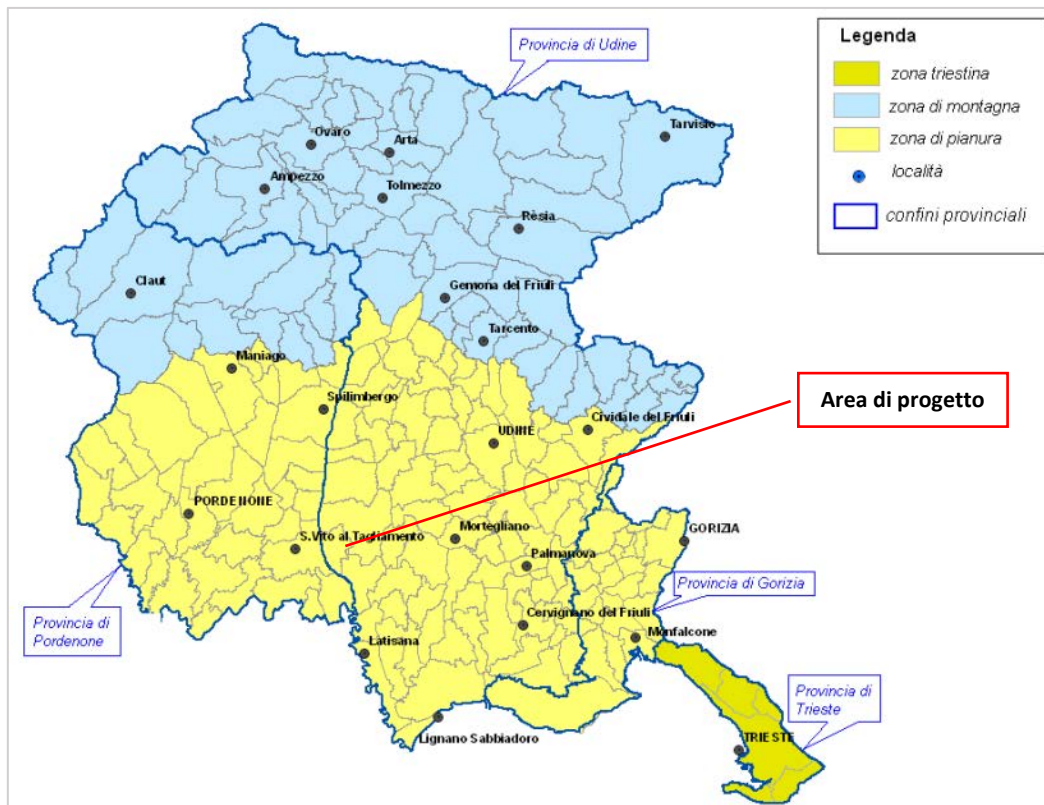 Provincia di Udine
Legenda
zona triestina
zona di montagna
zona di pianura
località
confini provinciali
Tarvisio
Ovaro
Arta
Ampezzo
Tolmezzo
Rèsia
Claut
Gemona del Friuli
Tarcento
Maniago
Spilimbergo
Area di progetto
Cividale del Friuli
UDINE
PORDENONE
S.Vito al Tagliamento
Mortegliano
GORIZIA
Palmanova
Provincia di Gorizia
Provincia di
Pordenone
Cervignano del Friuli
Monfalcone
Latisana
Provincia di
Trieste
Lignano Sabbiadoro
TRIESTE